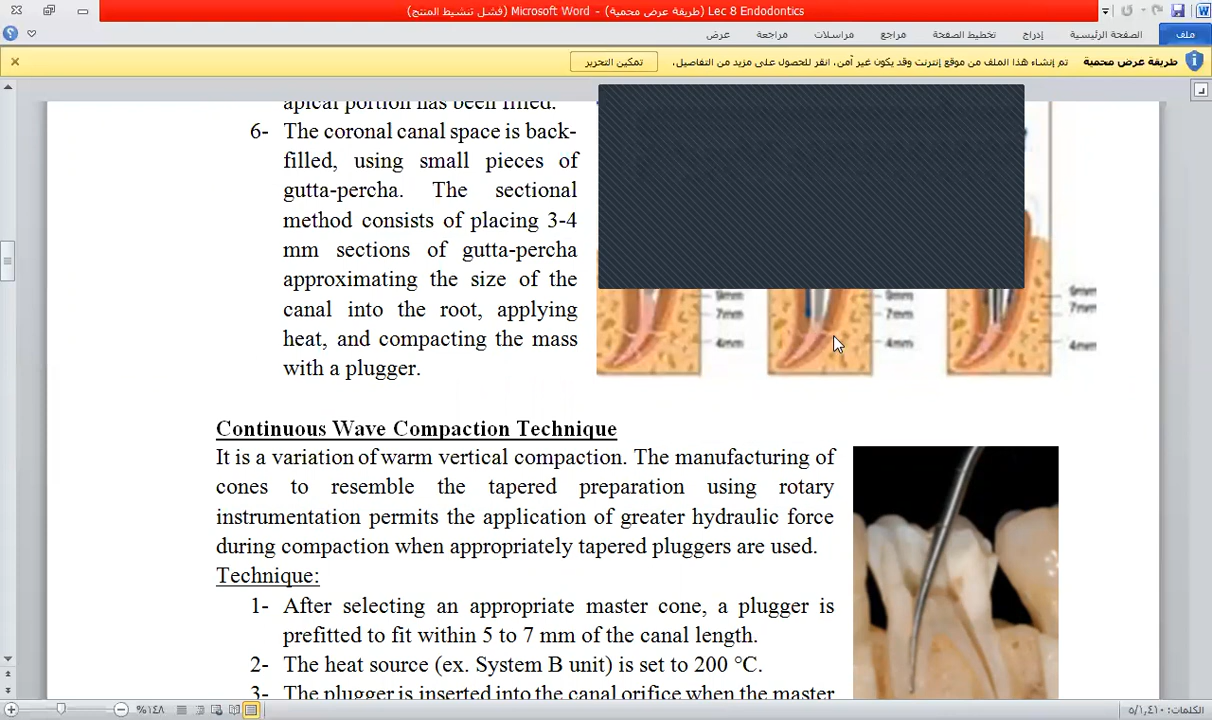 Lec 8 Endodontics (طريقة عرض محمية) - Microsoft Word (فشل تنشيط المنتج)
ملف الصفحة الرئيسية إدراج تخطيط الصفحة مراجع مراسلات مراجعة عرض
طريقة عرض محمية تم إنشاء هذا الملف من موقع إنترنت وقد يكون غير آمن. انقر للحصول على مزيد من التفاصيل. تمكين التحرير
apical portion has been filled.
6- The coronal canal space is back-
filled, using small pieces of
gutta-percha. The sectional
method consists of placing 3-4
mm sections of gutta-percha
approximating the size of the
canal into the root, applying
heat, and compacting the mass
with a plugger.
9mm 9mm 9mm
7mm 7mm 7mm
4mm 4mm 4mm
Continuous Wave Compaction Technique
It is a variation of warm vertical compaction. The manufacturing of
cones to resemble the tapered preparation using rotary
instrumentation permits the application of greater hydraulic force
during compaction when appropriately tapered pluggers are used.
Technique:
1- After selecting an appropriate master cone, a plugger is
prefitted to fit within 5 to 7 mm of the canal length.
2- The heat source (ex. System B unit) is set to 200 °C.
3- The plugger is inserted into the canal orifice when the master
الكلمات: ٥/١,٤١٠
%١٤٨